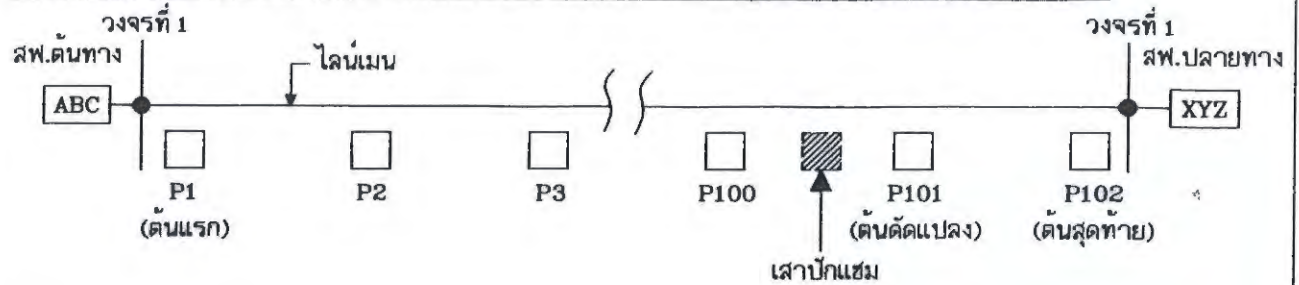 วงจรที่ 1
สฟ.ต้นทาง
ไลน์เมน
วงจรที่ 1
สฟ.ปลายทาง
ABC
XYZ
P1
P2
P3
P100
P101
P102
(ต้นแรก)
(ต้นดัดแปลง)
(ต้นสุดท้าย)
เสาปักแซม